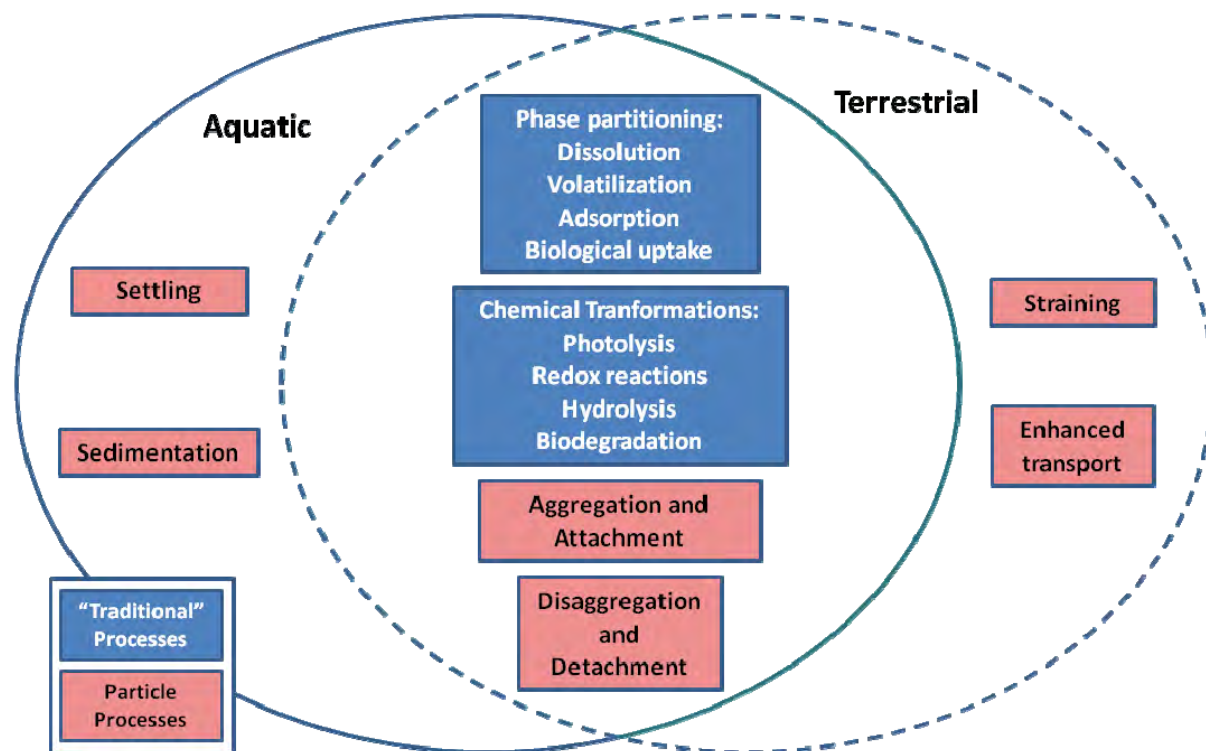 Aquatic
Terrestrial
Phase partitioning:
Dissolution
Volatilization
Adsorption
Biological uptake
Settling
Chemical Tranformations:
Photolysis
Redox reactions
Hydrolysis
Biodegradation
Straining
Sedimentation
Enhanced
transport
Aggregation and
Attachment
Disaggregation
and
Detachment
“Traditional”
Processes
Particle
Processes